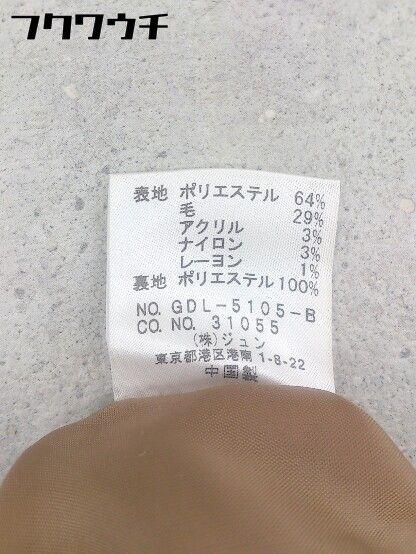 フクウウチ
表地 ポリエステル 64%
毛 29%
アクリル 3%
ナイロン 3%
レーヨン 1%
裏地 ポリエステル100%
NO. GDL-5105-B
CO. NO. 31055
(株)ジュン
東京都港区港南1-8-22
中国製